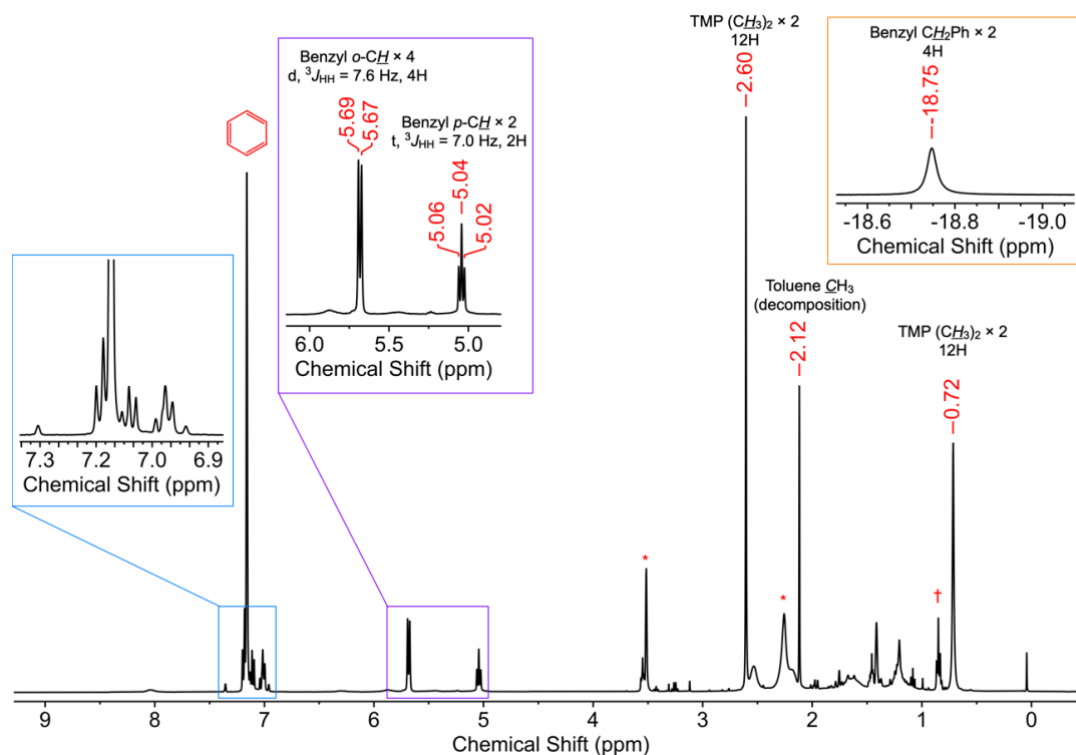 TMP (CH₃)₂ × 2
12H
2.60
Benzyl CH₂Ph × 2
4H
-18.75
-18.6 -18.8 -19.0
Chemical Shift (ppm)
Benzyl o-CH × 4
d, ³J_HH = 7.6 Hz, 4H
5.69
5.67
Benzyl p-CH × 2
t, ³J_HH = 7.0 Hz, 2H
5.06
5.04
5.02
6.0 5.5 5.0
Chemical Shift (ppm)
Toluene CH₃
(decomposition)
2.12
TMP (CH₃)₂ × 2
12H
0.72
7.3 7.2 7.0 6.9
Chemical Shift (ppm)
*
*
†
9 8 7 6 5 4 3 2 1 0
Chemical Shift (ppm)